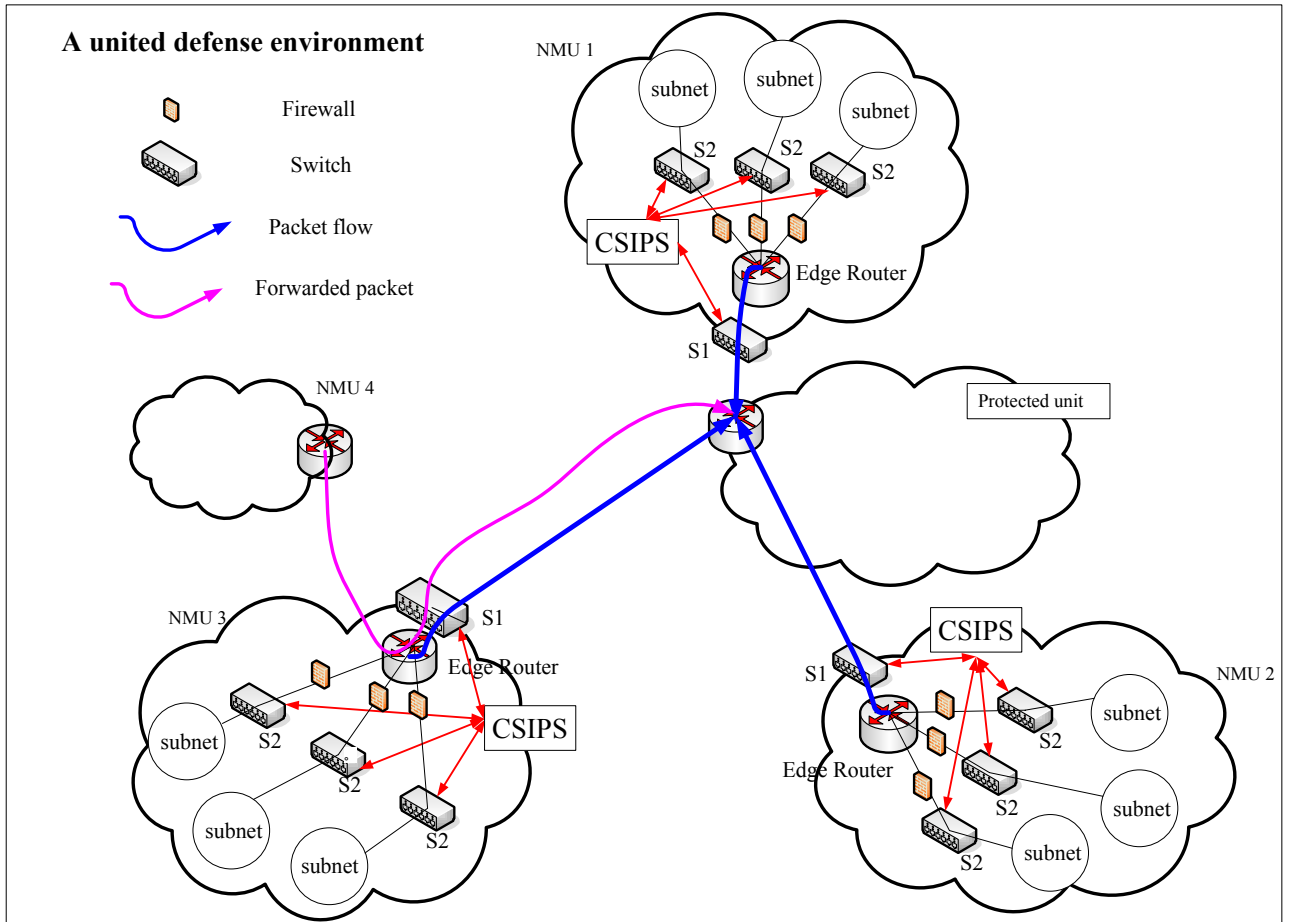 A united defense environment
Firewall
Switch
Packet flow
Forwarded packet
NMU 1
subnet
subnet
subnet
S2
S2
S2
CSIPS
Edge Router
S1
NMU 4
Protected unit
NMU 3
S1
Edge Router
CSIPS
S2
subnet
S2
subnet
S2
subnet
CSIPS
S1
NMU 2
subnet
S2
Edge Router
S2
subnet
S2
subnet